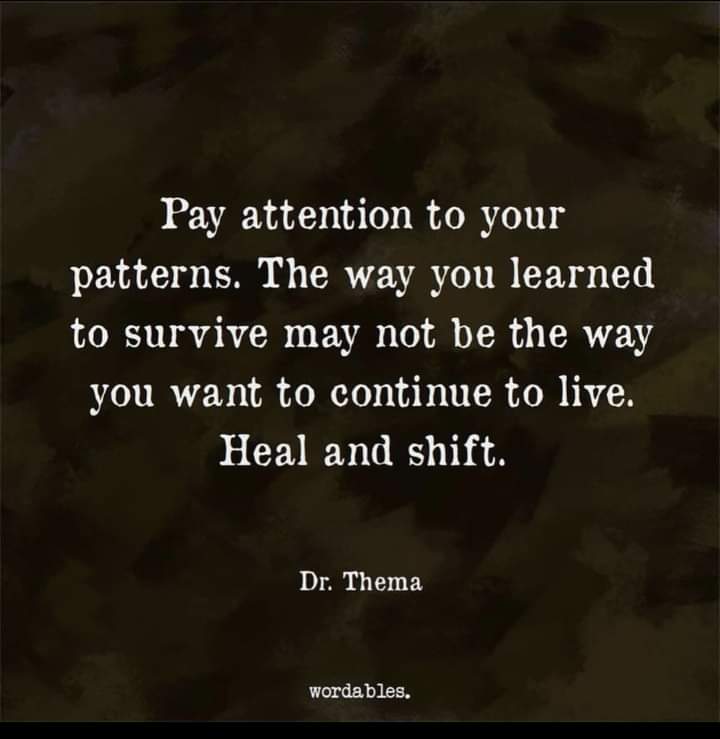 Pay attention to your
patterns. The way you learned
to survive may not be the way
you want to continue to live.
Heal and shift.
Dr. Thema
wordables.